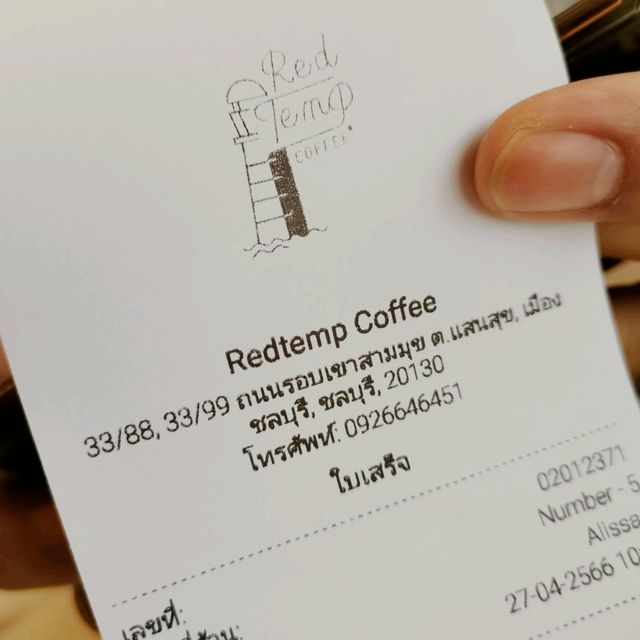 Red
Temp
COFFEE
Redtemp Coffee
33/88, 33/99 ถนนรอบเขาสามมุข ต.แสนสุข, เมือง
ชลบุรี, ชลบุรี, 20130
โทรศัพท์: 0926646451
ใบเสร็จ
เลขที่: 02012371
Number - 5
Alissa
27-04-2566 10: